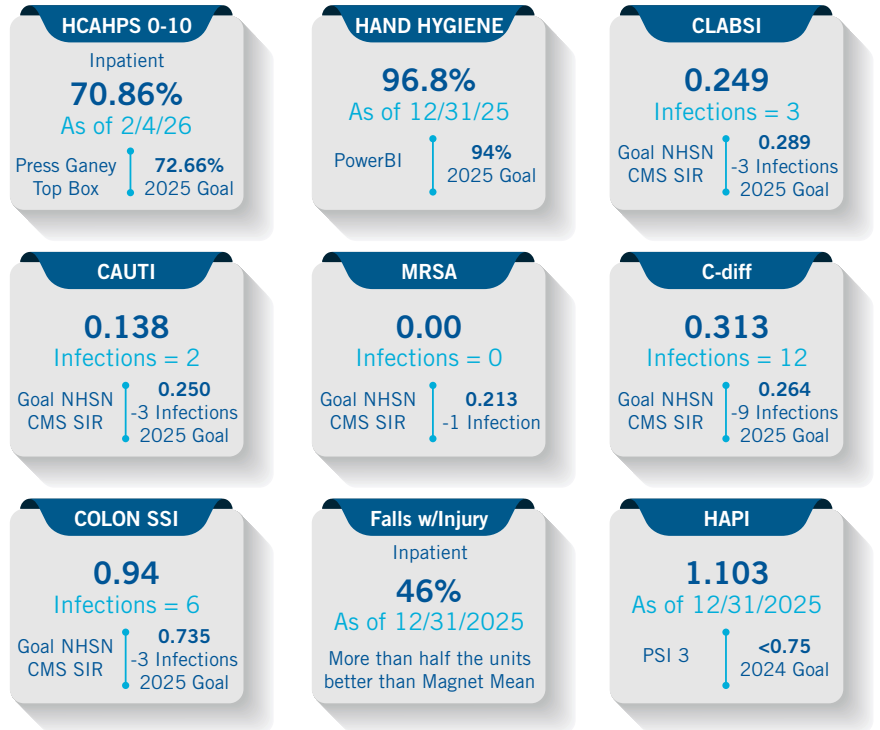 HCAHPS 0-10
Inpatient
70.86%
As of 2/4/26
Press Ganey
Top Box
72.66%
2025 Goal
HAND HYGIENE
96.8%
As of 12/31/25
PowerBI
94%
2025 Goal
CLABSI
0.249
Infections = 3
Goal NHSN
CMS SIR
0.289
-3 Infections
2025 Goal
CAUTI
0.138
Infections = 2
Goal NHSN
CMS SIR
0.250
-3 Infections
2025 Goal
MRSA
0.00
Infections = 0
Goal NHSN
CMS SIR
0.213
-1 Infection
C-diff
0.313
Infections = 12
Goal NHSN
CMS SIR
0.264
-9 Infections
2025 Goal
COLON SSI
0.94
Infections = 6
Goal NHSN
CMS SIR
0.735
-3 Infections
2025 Goal
Falls w/Injury
Inpatient
46%
As of 12/31/2025
More than half the units
better than Magnet Mean
HAPI
1.103
As of 12/31/2025
PSI 3
<0.75
2024 Goal